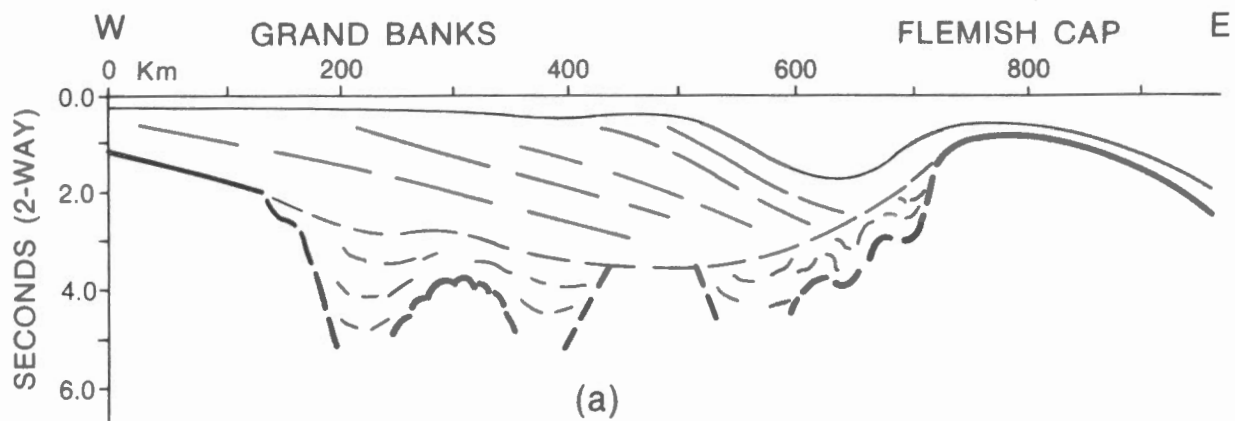 W GRAND BANKS FLEMISH CAP E
0 Km 200 400 600 800
0.0
2.0
4.0
6.0
SECONDS (2-WAY)
(a)